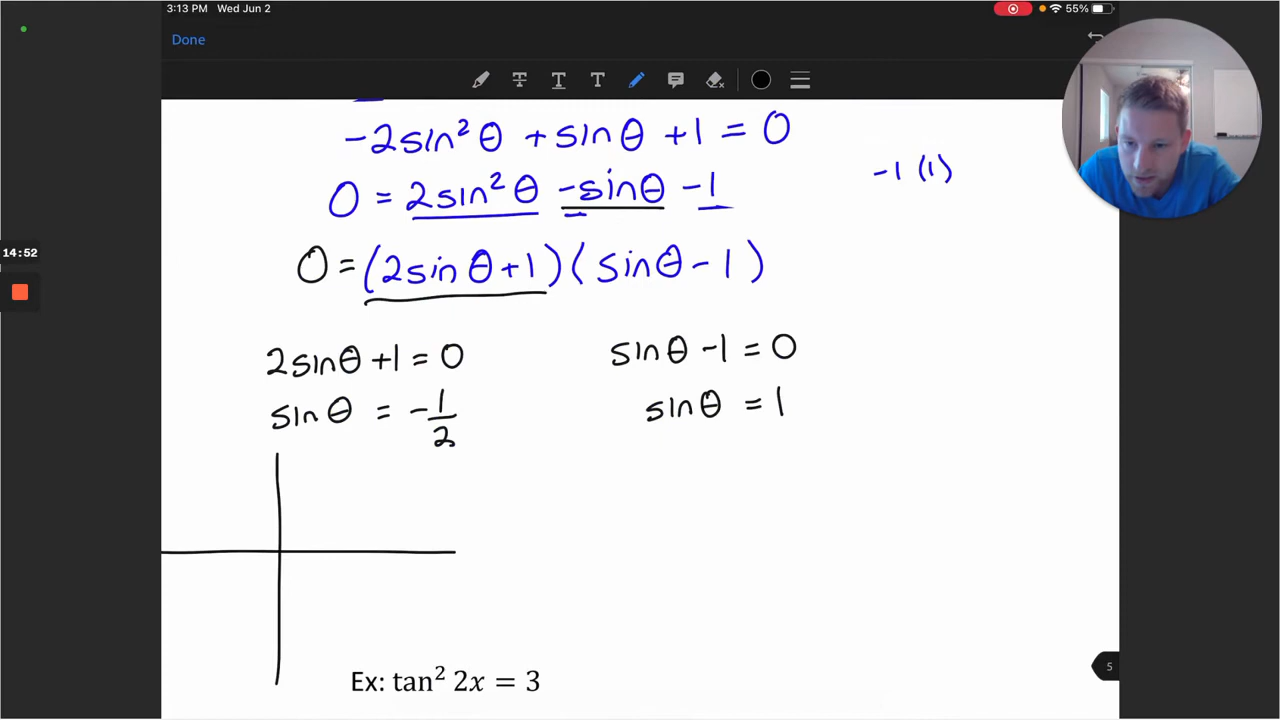 3:13 PM Wed Jun 2 55%
Done
T T T
-2sin²θ + sinθ + 1 = 0
0 = 2sin²θ - sinθ - 1
-1 (1)
14:52
0 = (2sinθ + 1)(sinθ - 1)
2sinθ + 1 = 0
sinθ - 1 = 0
sinθ = -1/2
sinθ = 1
5
Ex: tan² 2x = 3